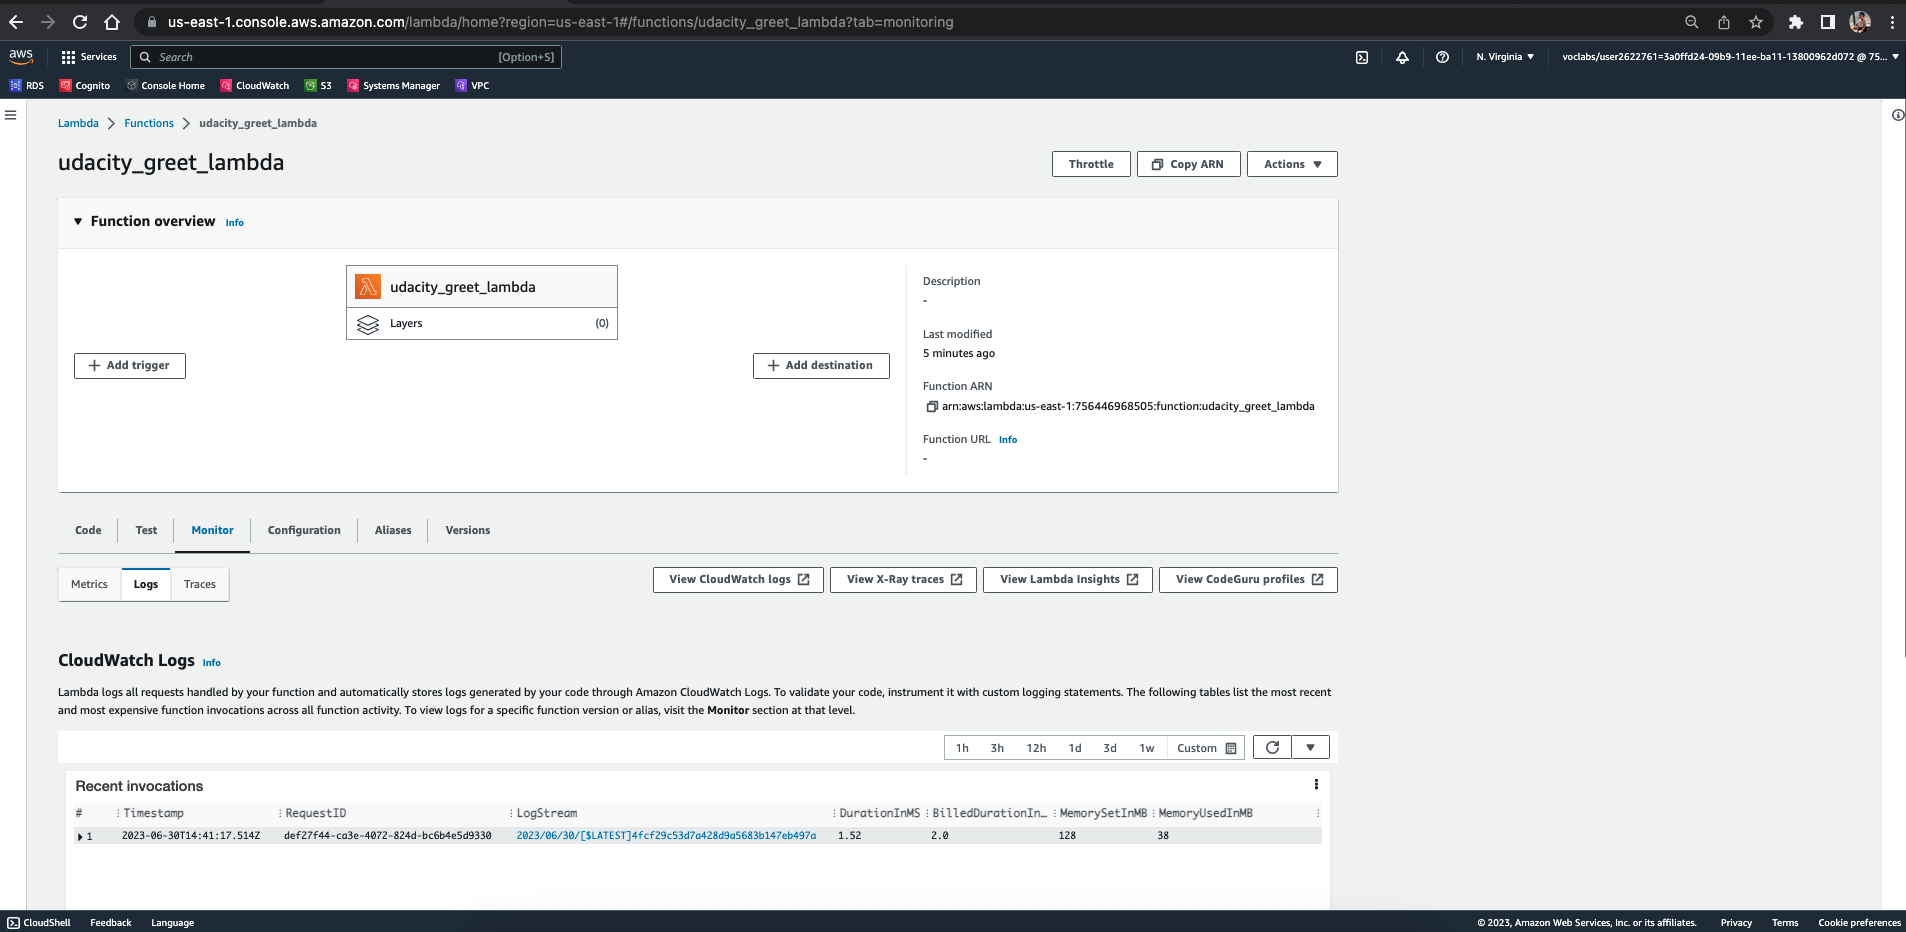 us-east-1.console.aws.amazon.com/lambda/home?region=us-east-1#/functions/udacity_greet_lambda?tab=monitoring
aws Services Search [Option+S] N. Virginia voclabs/user2622761=3a0ffd24-09b9-11ee-ba11-13800962d072 @ 75...
RDS Cognito Console Home CloudWatch S3 Systems Manager VPC
Lambda Functions udacity_greet_lambda
udacity_greet_lambda
Throttle Copy ARN Actions
Function overview Info
udacity_greet_lambda
Layers (0)
Add trigger
Add destination
Description
-
Last modified
5 minutes ago
Function ARN
arn:aws:lambda:us-east-1:756446968505:function:udacity_greet_lambda
Function URL Info
-
Code Test Monitor Configuration Aliases Versions
Metrics Logs Traces
View CloudWatch logs View X-Ray traces View Lambda Insights View CodeGuru profiles
CloudWatch Logs Info
Lambda logs all requests handled by your function and automatically stores logs generated by your code through Amazon CloudWatch Logs. To validate your code, instrument it with custom logging statements. The following tables list the most recent
and most expensive function invocations across all function activity. To view logs for a specific function version or alias, visit the Monitor section at that level.
1h 3h 12h 1d 3d 1w Custom
Recent invocations
# Timestamp RequestID LogStream DurationInMS BilledDurationIn... MemorySetInMB MemoryUsedInMB
1 2023-06-30T14:41:17.514Z def27f44-ca3e-4072-824d-bc6b4e5d9330 2023/06/30/[$LATEST]4fcf29c53d7a428d9a5683b147eb497a 1.52 2.0 128 38
CloudShell Feedback Language
© 2023, Amazon Web Services, Inc. or its affiliates. Privacy Terms Cookie preferences